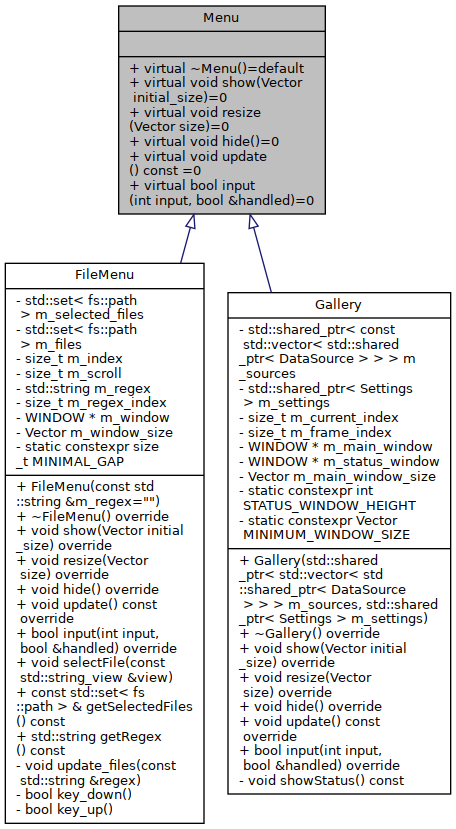 Menu
+ virtual ~Menu()=default
+ virtual void show(Vector
initial_size)=0
+ virtual void resize
(Vector size)=0
+ virtual void hide()=0
+ virtual void update
() const =0
+ virtual bool input
(int input, bool &handled)=0
FileMenu
- std::set< fs::path
> m_selected_files
- std::set< fs::path
> m_files
- size_t m_index
- size_t m_scroll
- std::string m_regex
- size_t m_regex_index
- WINDOW * m_window
- Vector m_window_size
- static constexpr size
_t MINIMAL_GAP
+ FileMenu(const std
::string &m_regex="")
+ ~FileMenu() override
+ void show(Vector initial
_size) override
+ void resize(Vector
size) override
+ void hide() override
+ void update() const
override
+ bool input(int input,
bool &handled) override
+ void selectFile(const
std::string_view &view)
+ const std::set< fs
::path > & getSelectedFiles
() const
+ std::string getRegex
() const
- void update_files(const
std::string &regex)
- bool key_down()
- bool key_up()
Gallery
- std::shared_ptr< const
std::vector< std::shared
_ptr< DataSource > > > m
_sources
- std::shared_ptr< Settings
> m_settings
- size_t m_current_index
- size_t m_frame_index
- WINDOW * m_main_window
- WINDOW * m_status_window
- Vector m_main_window_size
- static constexpr int
STATUS_WINDOW_HEIGHT
- static constexpr Vector
MINIMUM_WINDOW_SIZE
+ Gallery(std::shared
_ptr< std::vector< std
::shared_ptr< DataSource
> > > m_sources, std::shared
_ptr< Settings > m_settings)
+ ~Gallery() override
+ void show(Vector initial
_size) override
+ void resize(Vector
size) override
+ void hide() override
+ void update() const
override
+ bool input(int input,
bool &handled) override
- void showStatus() const